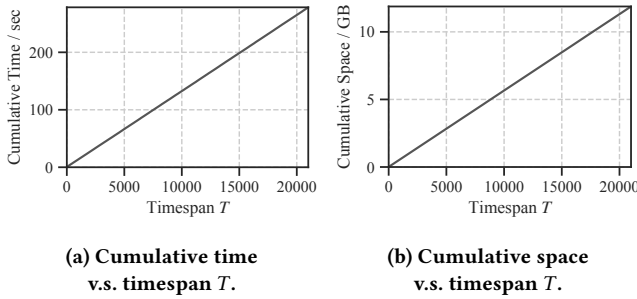 Cumulative Time / sec
200
100
0
0 5000 10000 15000 20000
Timespan T
(a) Cumulative time
v.s. timespan T.
Cumulative Space / GB
10
5
0
0 5000 10000 15000 20000
Timespan T
(b) Cumulative space
v.s. timespan T.